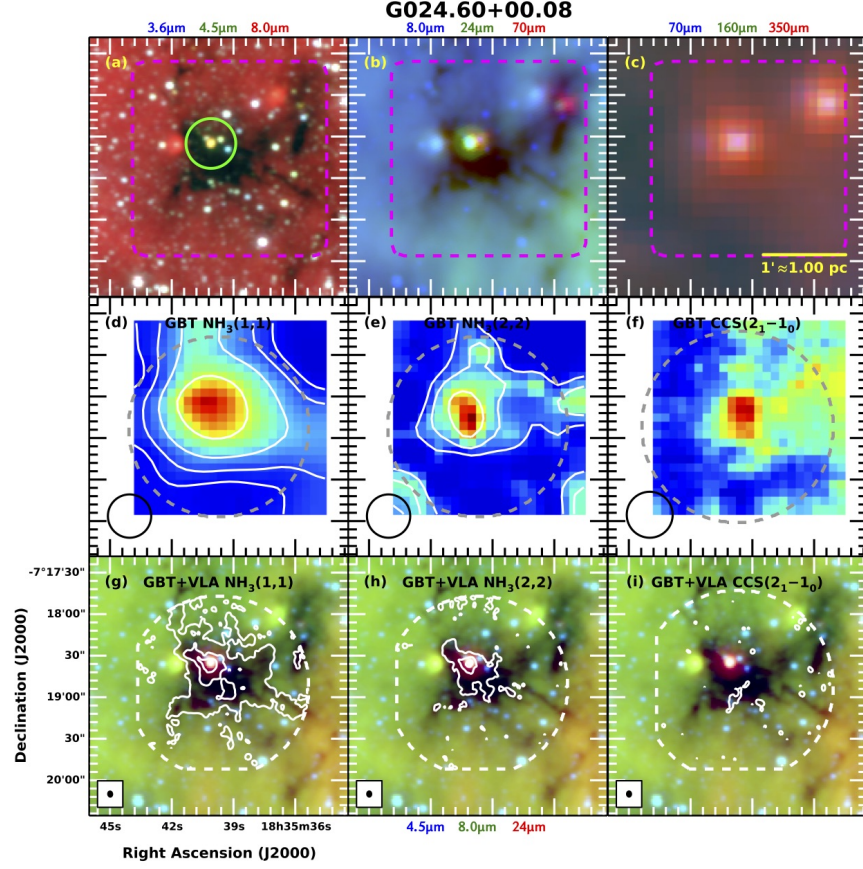 G024.60+00.08
3.6μm 4.5μm 8.0μm
8.0μm 24μm 70μm
70μm 160μm 350μm
(a)
(b)
(c)
1'≈1.00 pc
(d) GBT NH₃(1,1)
(e) GBT NH₃(2,2)
(f) GBT CCS(2₁−1₀)
(g) GBT+VLA NH₃(1,1)
(h) GBT+VLA NH₃(2,2)
(i) GBT+VLA CCS(2₁−1₀)
-7°17'30"
18'00"
30"
19'00"
30"
20'00"
Declination (J2000)
45s 42s 39s 18h35m36s
4.5μm 8.0μm 24μm
Right Ascension (J2000)